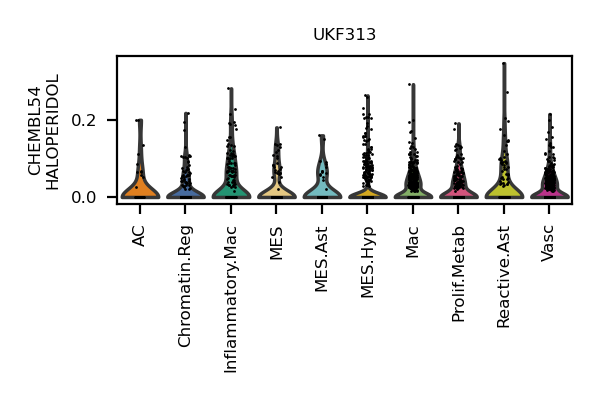 UKF313
CHEMBL54
HALOPERIDOL
0.2
0.0
AC
Chromatin.Reg
Inflammatory.Mac
MES
MES.Ast
MES.Hyp
Mac
Prolif.Metab
Reactive.Ast
Vasc